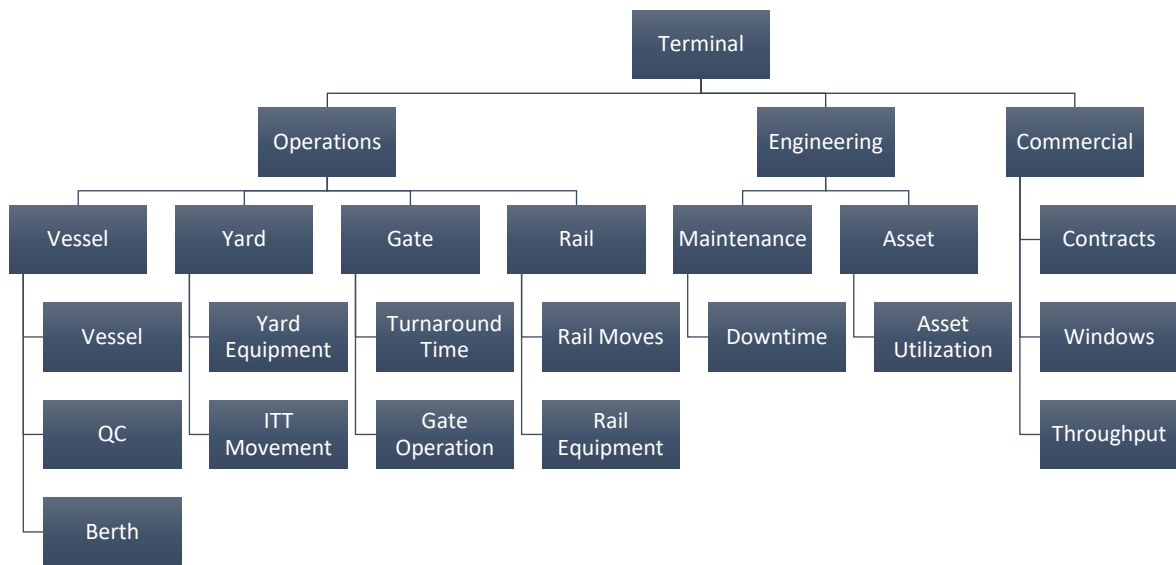 Terminal
Operations
Engineering
Commercial
Vessel
Yard
Gate
Rail
Maintenance
Asset
Contracts
Vessel
Yard
Equipment
Turnaround
Time
Rail Moves
Downtime
Asset
Utilization
Windows
QC
ITT
Movement
Gate
Operation
Rail
Equipment
Throughput
Berth